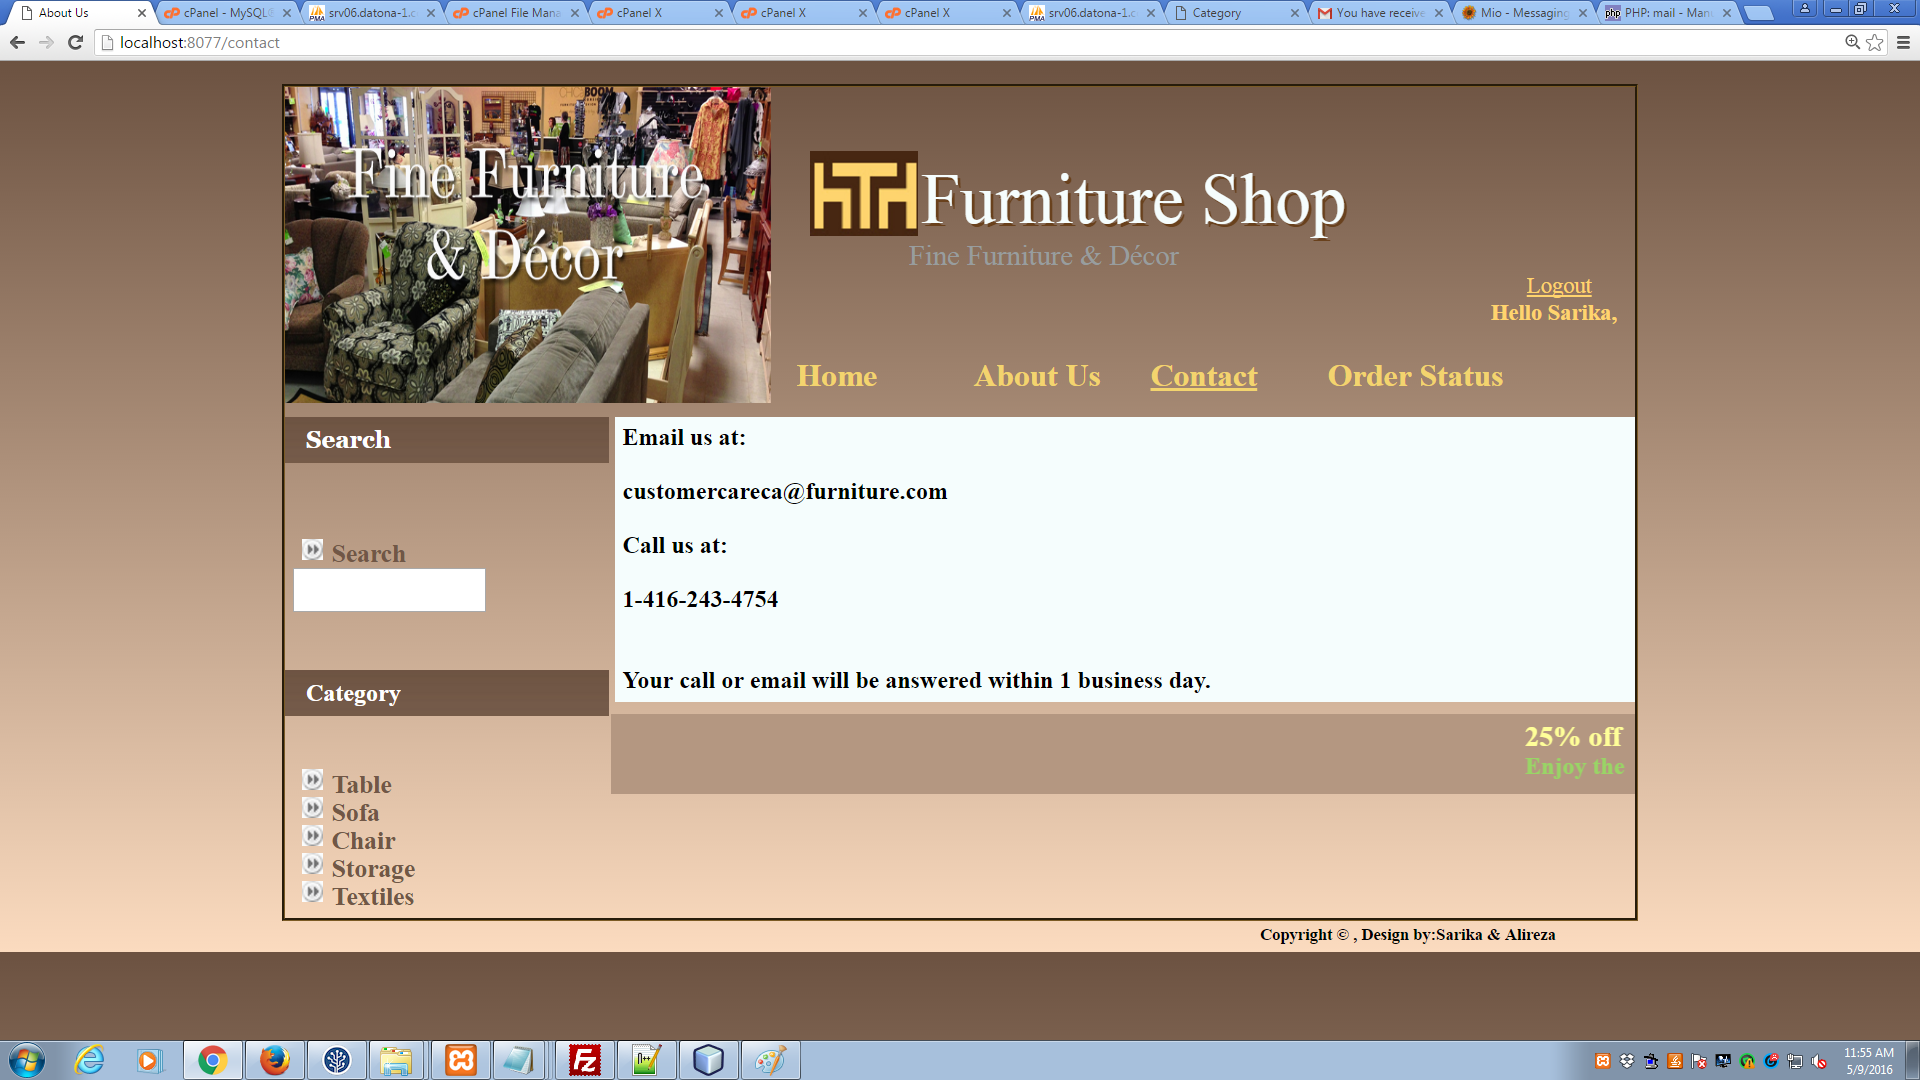 About Us
cPanel - MySQL®
srv06.datona-1.c
cPanel File Mana
cPanel X
cPanel X
cPanel X
srv06.datona-1.c
Category
You have receive
Mio - Messaging
PHP: mail - Manu
localhost:8077/contact
BOOM
Fine Furniture
& Décor
hTH
Furniture Shop
Fine Furniture & Décor
Logout
Hello Sarika,
Home
About Us
Contact
Order Status
Search
Search
Category
Table
Sofa
Chair
Storage
Textiles
Email us at:
customercareca@furniture.com
Call us at:
1-416-243-4754
Your call or email will be answered within 1 business day.
25% off
Enjoy the
Copyright © , Design by:Sarika & Alireza
11:55 AM
5/9/2016